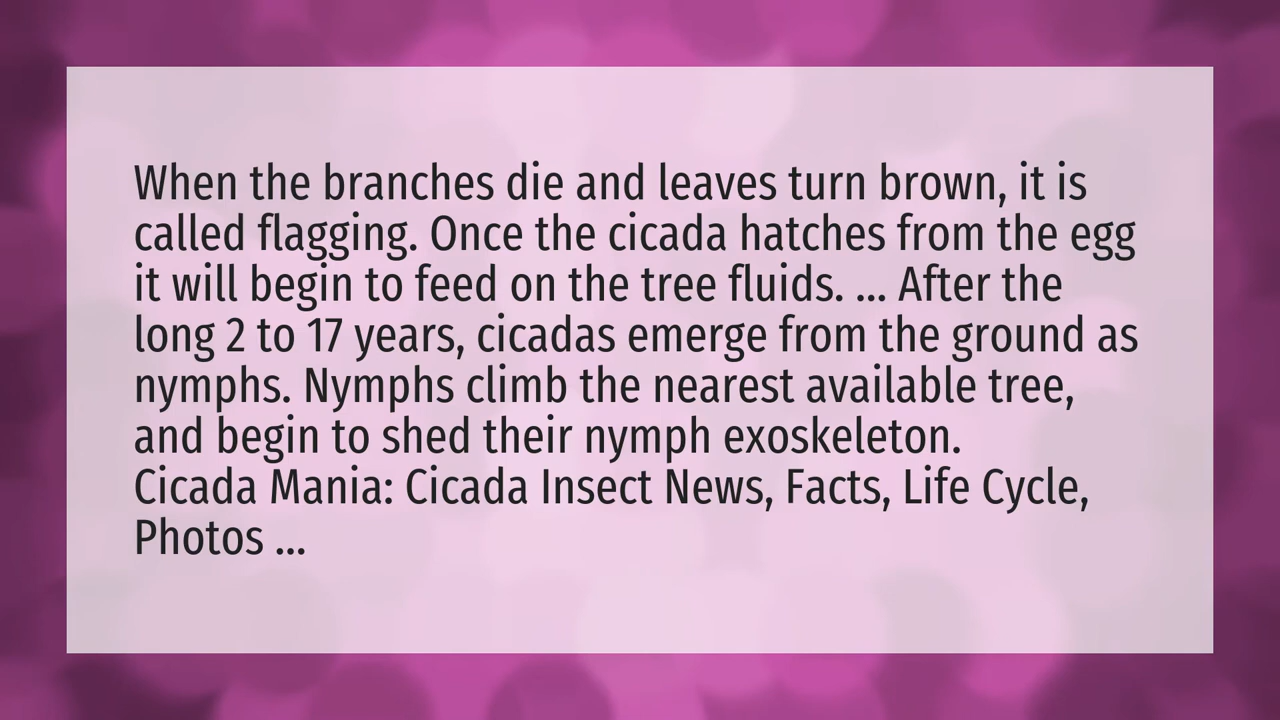 When the branches die and leaves turn brown, it is
called flagging. Once the cicada hatches from the egg
it will begin to feed on the tree fluids. ... After the
long 2 to 17 years, cicadas emerge from the ground as
nymphs. Nymphs climb the nearest available tree,
and begin to shed their nymph exoskeleton.
Cicada Mania: Cicada Insect News, Facts, Life Cycle,
Photos ...